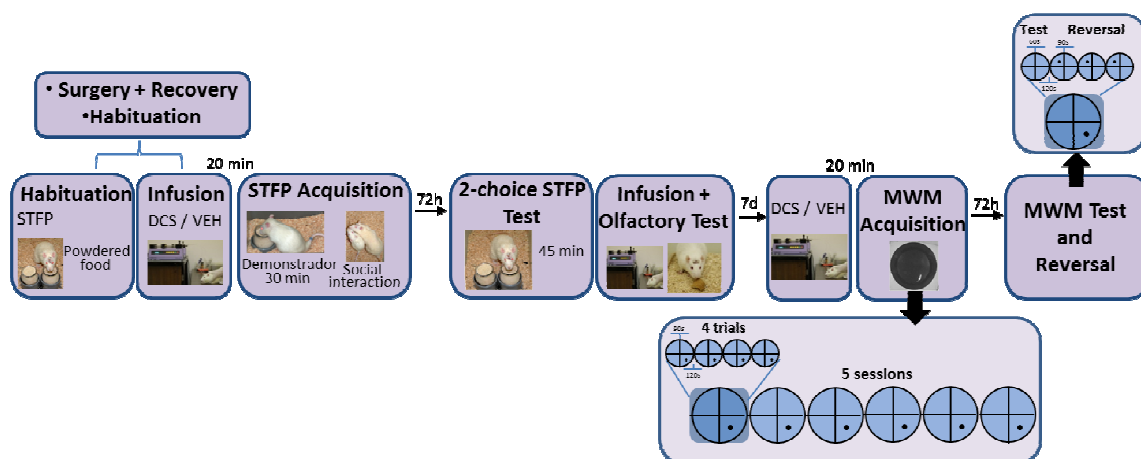 • Surgery + Recovery
•Habituation
20 min
Habituation
STFP
Powdered
food
Infusion
DCS / VEH
STFP Acquisition
Demonstrador
30 min
Social
interaction
72h
2-choice STFP
Test
45 min
Infusion +
Olfactory Test
7d
20 min
DCS / VEH
MWM
Acquisition
72h
MWM Test
and
Reversal
Test Reversal
60s
90s
120s
4 trials
120s
5 sessions